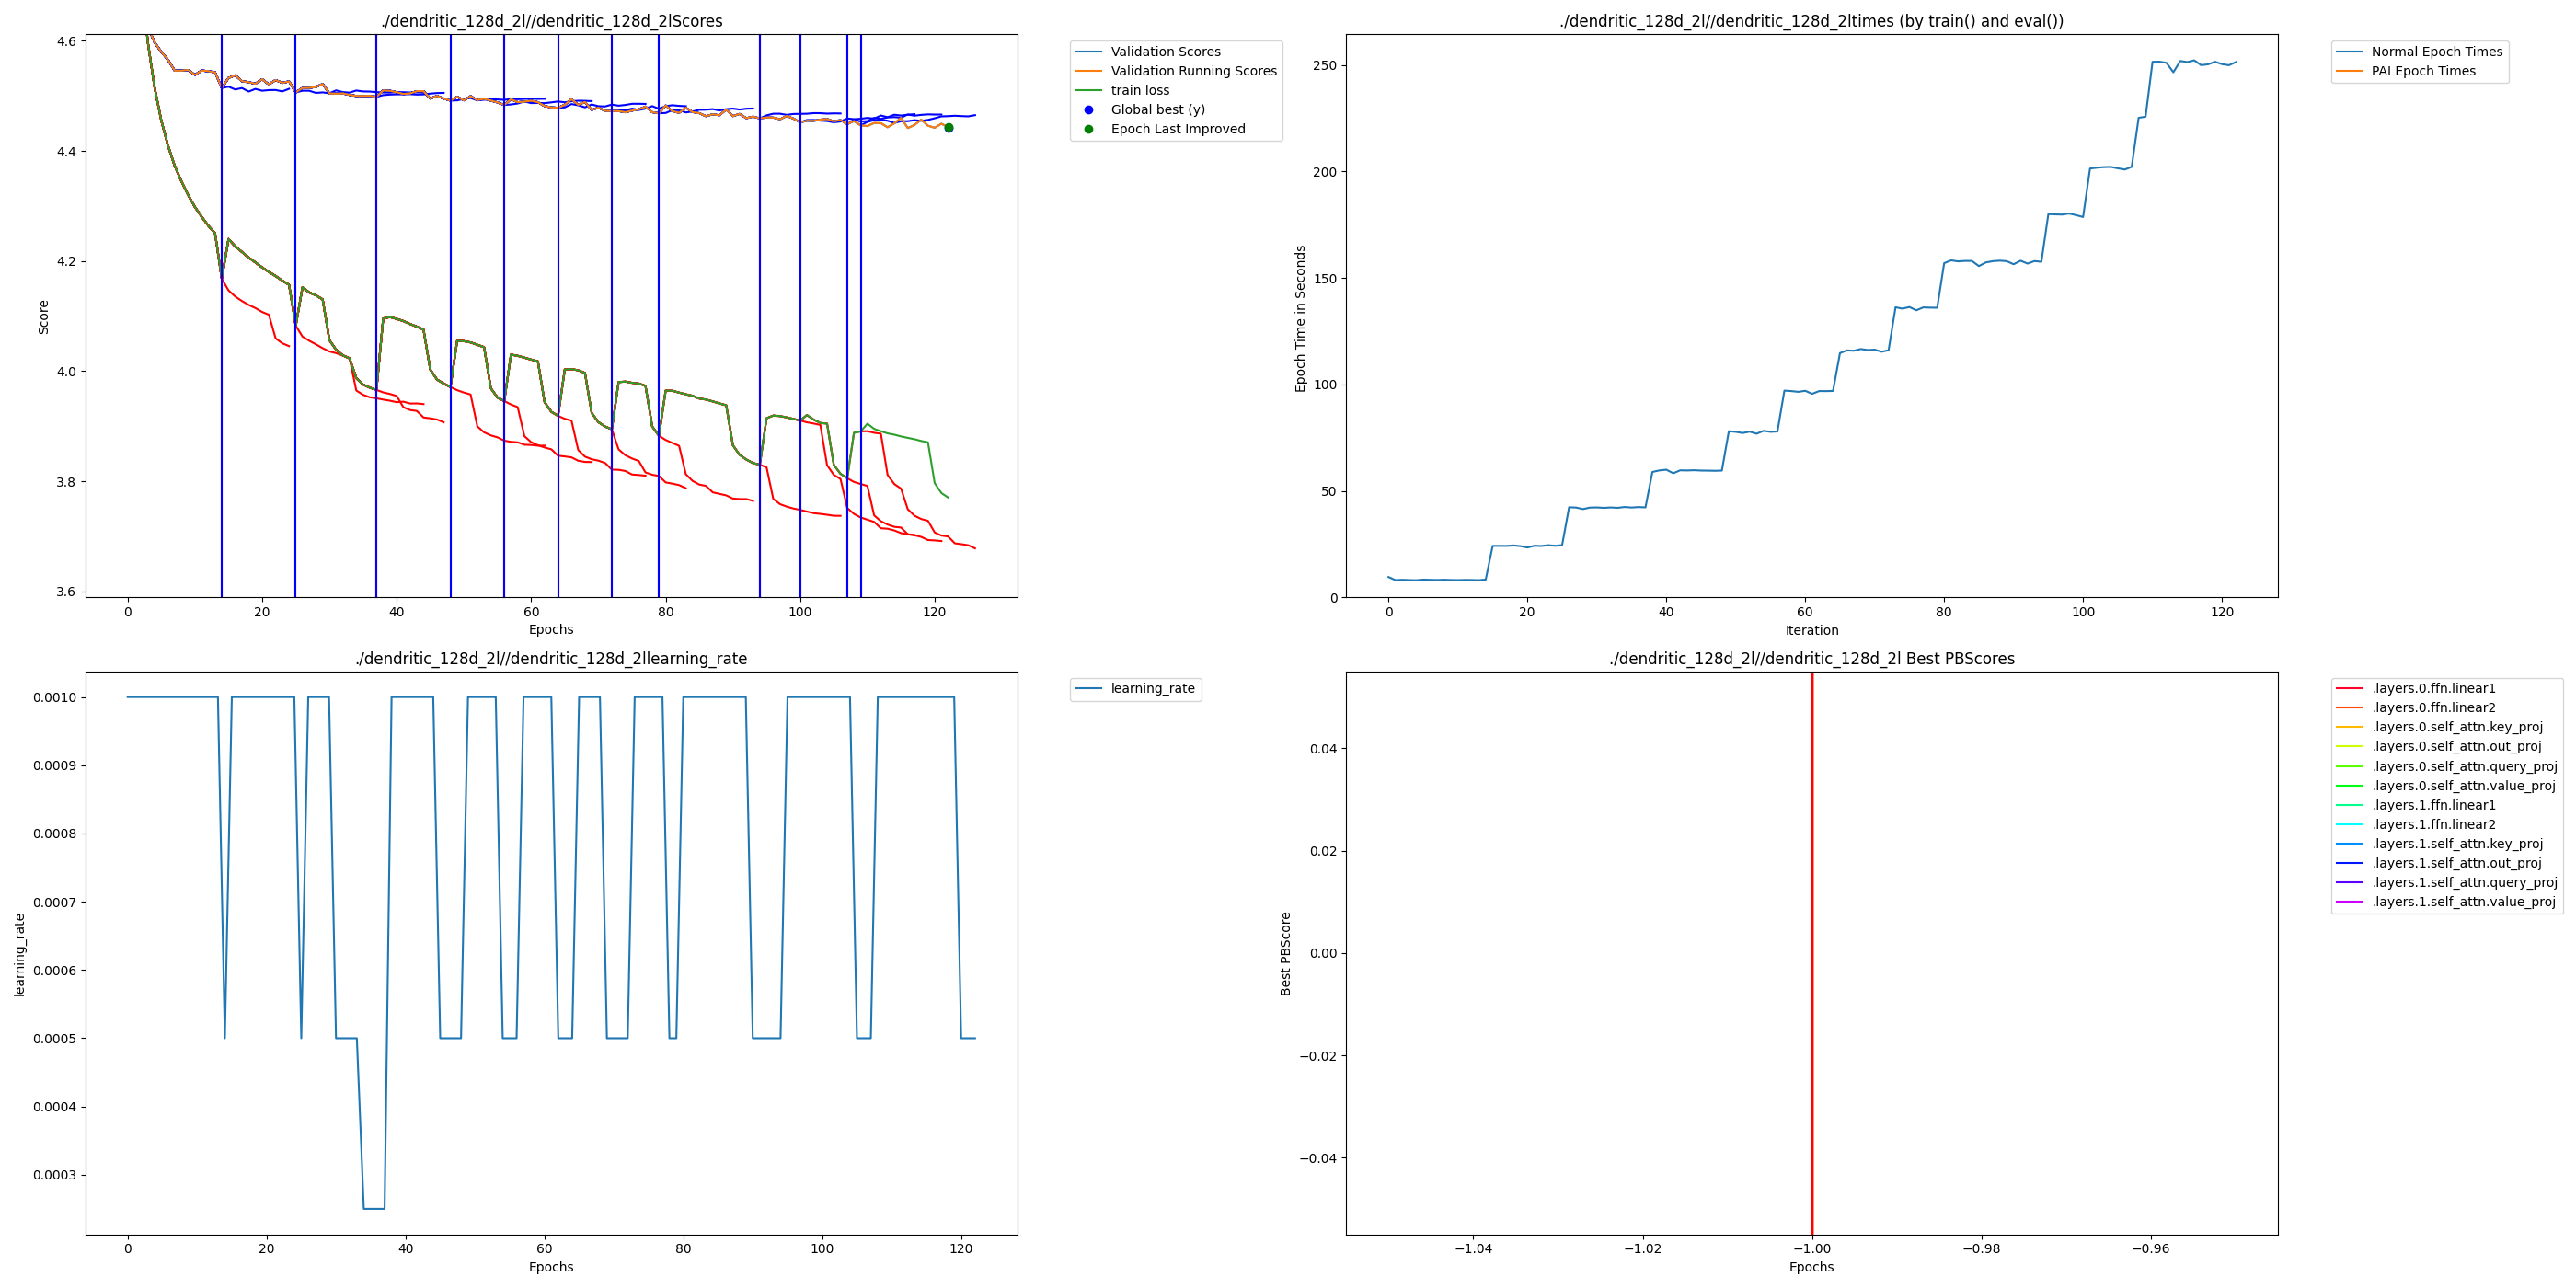 ./dendritic_128d_2l//dendritic_128d_2lScores
4.6
4.4
4.2
4.0
3.8
3.6
Score
0 20 40 60 80 100 120
Epochs
Validation Scores
Validation Running Scores
train loss
Global best (y)
Epoch Last Improved
./dendritic_128d_2l//dendritic_128d_2ltimes (by train() and eval())
250
200
150
100
50
0
Epoch Time in Seconds
0 20 40 60 80 100 120
Iteration
Normal Epoch Times
PAI Epoch Times
./dendritic_128d_2l//dendritic_128d_2llearning_rate
0.0010
0.0009
0.0008
0.0007
0.0006
0.0005
0.0004
0.0003
learning_rate
0 20 40 60 80 100 120
Epochs
learning_rate
./dendritic_128d_2l//dendritic_128d_2l Best PBScores
0.04
0.02
0.00
−0.02
−0.04
Best PBScore
−1.04 −1.02 −1.00 −0.98 −0.96
Epochs
.layers.0.ffn.linear1
.layers.0.ffn.linear2
.layers.0.self_attn.key_proj
.layers.0.self_attn.out_proj
.layers.0.self_attn.query_proj
.layers.0.self_attn.value_proj
.layers.1.ffn.linear1
.layers.1.ffn.linear2
.layers.1.self_attn.key_proj
.layers.1.self_attn.out_proj
.layers.1.self_attn.query_proj
.layers.1.self_attn.value_proj